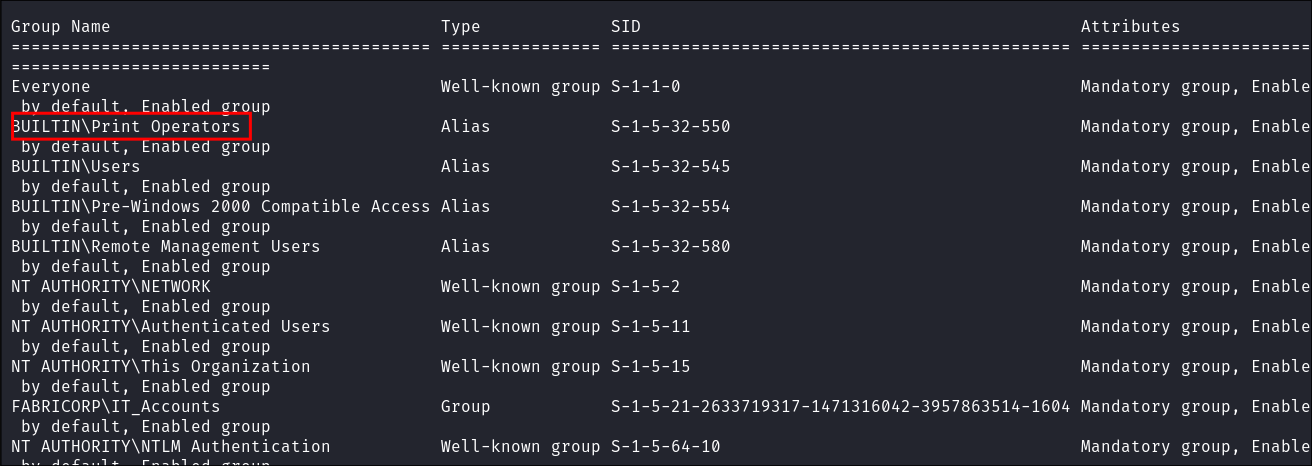 Group Name                                 Type             SID                                            Attributes
========================================== ================ ============================================== =======================
==========================
Everyone                                   Well-known group S-1-1-0                                        Mandatory group, Enable
 by default, Enabled group
BUILTIN\Print Operators                    Alias            S-1-5-32-550                                   Mandatory group, Enable
 by default, Enabled group
BUILTIN\Users                              Alias            S-1-5-32-545                                   Mandatory group, Enable
 by default, Enabled group
BUILTIN\Pre-Windows 2000 Compatible Access Alias            S-1-5-32-554                                   Mandatory group, Enable
 by default, Enabled group
BUILTIN\Remote Management Users            Alias            S-1-5-32-580                                   Mandatory group, Enable
 by default, Enabled group
NT AUTHORITY\NETWORK                       Well-known group S-1-5-2                                        Mandatory group, Enable
 by default, Enabled group
NT AUTHORITY\Authenticated Users           Well-known group S-1-5-11                                       Mandatory group, Enable
 by default, Enabled group
NT AUTHORITY\This Organization             Well-known group S-1-5-15                                       Mandatory group, Enable
 by default, Enabled group
FABRICORP\IT_Accounts                      Group            S-1-5-21-2633719317-1471316042-3957863514-1604 Mandatory group, Enable
 by default, Enabled group
NT AUTHORITY\NTLM Authentication           Well-known group S-1-5-64-10                                    Mandatory group, Enable
 by default, Enabled group